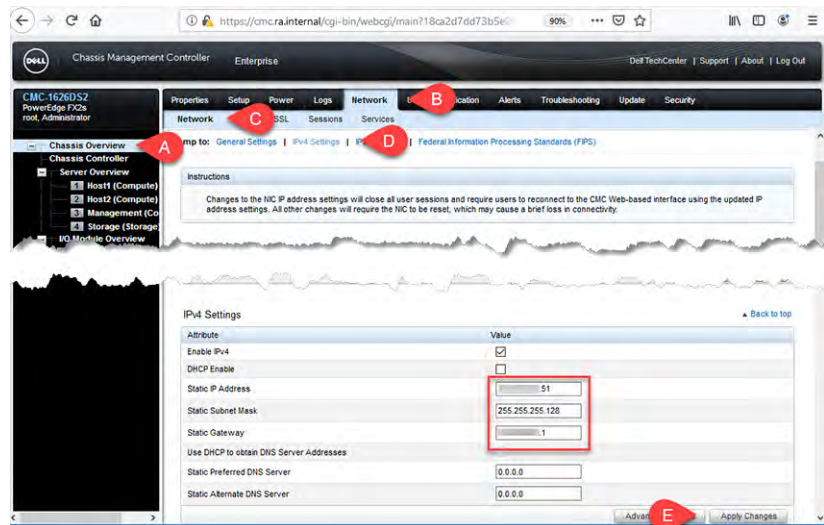 https://cmc.ra.internal/cgi-bin/webcgi/main?18ca2d7dd73b5e
90%
DELL
Chassis Management Controller Enterprise
Dell TechCenter | Support | About | Log Out
CMC-1626DS2
PowerEdge FX2s
root, Administrator
Properties Setup Power Logs Network B Alerts Troubleshooting Update Security
Network C SSL Sessions Services
A
Chassis Overview
Chassis Controller
Server Overview
1 Host1 (Compute)
2 Host2 (Compute)
3 Management (Co
4 Storage (Storage
I/O Module Overview
mp to: General Settings | IPv4 Settings | D | Federal Information Processing Standards (FIPS)
Instructions
Changes to the NIC IP address settings will close all user sessions and require users to reconnect to the CMC Web-based interface using the updated IP
address settings. All other changes will require the NIC to be reset, which may cause a brief loss in connectivity.
IPv4 Settings
Back to top
Attribute Value
Enable IPv4
DHCP Enable
Static IP Address .51
Static Subnet Mask 255.255.255.128
Static Gateway .1
Use DHCP to obtain DNS Server Addresses
Static Preferred DNS Server 0.0.0.0
Static Alternate DNS Server 0.0.0.0
Advan E Apply Changes